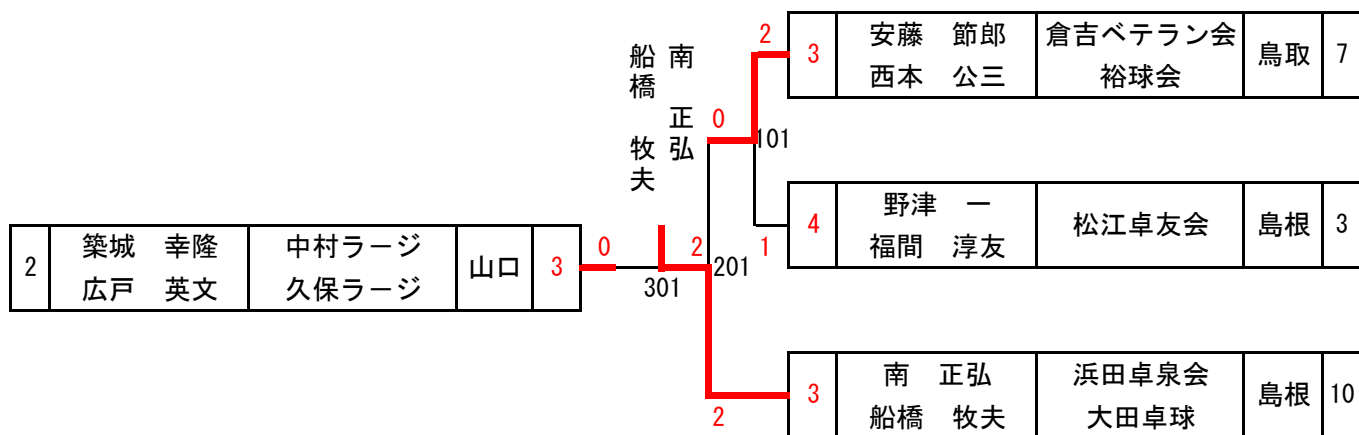 2
築城　幸隆
広戸　英文
中村ラージ
久保ラージ
山口
3
0
301
南　正弘
船橋　牧夫
2
201
0
101
2
3
安藤　節郎
西本　公三
倉吉ベテラン会
裕球会
鳥取
7
1
4
野津　一
福間　淳友
松江卓友会
島根
3
2
3
南　正弘
船橋　牧夫
浜田卓泉会
大田卓球
島根
10